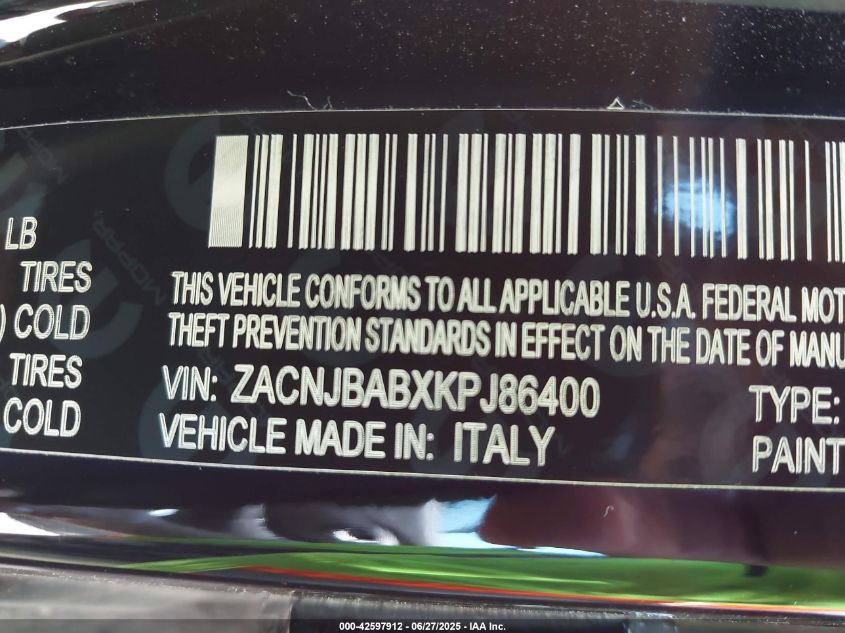 LB
TIRES
) COLD
TIRES
COLD
THIS VEHICLE CONFORMS TO ALL APPLICABLE U.S.A. FEDERAL MOT
THEFT PREVENTION STANDARDS IN EFFECT ON THE DATE OF MANU
VIN: ZACNJBABXKPJ86400
TYPE:
VEHICLE MADE IN: ITALY
PAINT
MOPAR
000-42597912 - 06/27/2025 - IAA Inc.